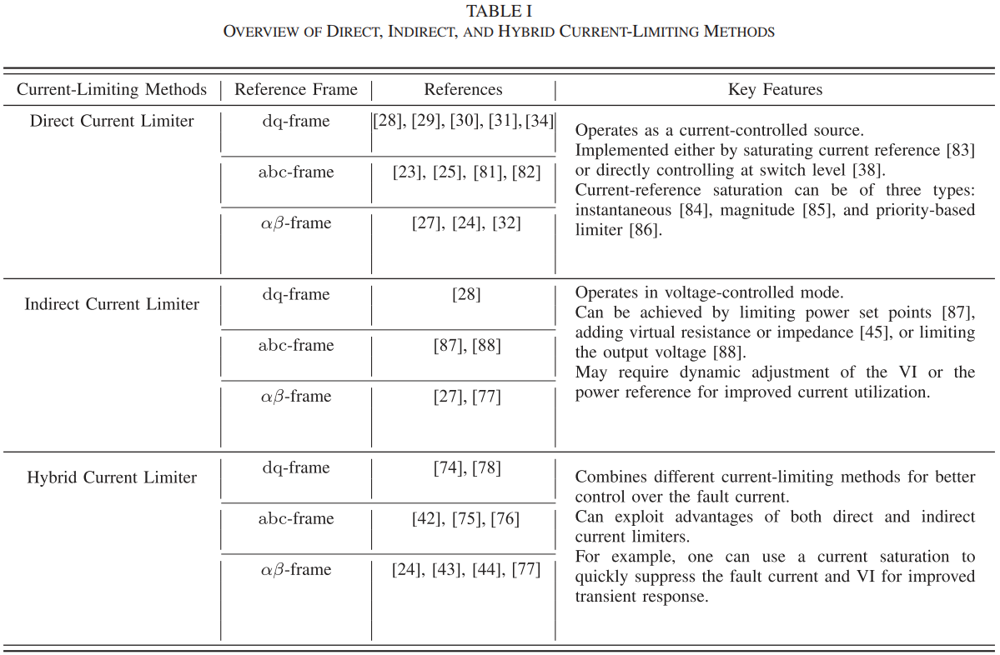 TABLE I
OVERVIEW OF DIRECT, INDIRECT, AND HYBRID CURRENT-LIMITING METHODS
Current-Limiting Methods Reference Frame References Key Features
Direct Current Limiter
dq-frame [28], [29], [30], [31], [34]
abc-frame [23], [25], [81], [82]
αβ-frame [27], [24], [32]
Operates as a current-controlled source.
Implemented either by saturating current reference [83]
or directly controlling at switch level [38].
Current-reference saturation can be of three types:
instantaneous [84], magnitude [85], and priority-based
limiter [86].
Indirect Current Limiter
dq-frame [28]
abc-frame [87], [88]
αβ-frame [27], [77]
Operates in voltage-controlled mode.
Can be achieved by limiting power set points [87],
adding virtual resistance or impedance [45], or limiting
the output voltage [88].
May require dynamic adjustment of the VI or the
power reference for improved current utilization.
Hybrid Current Limiter
dq-frame [74], [78]
abc-frame [42], [75], [76]
αβ-frame [24], [43], [44], [77]
Combines different current-limiting methods for better
control over the fault current.
Can exploit advantages of both direct and indirect
current limiters.
For example, one can use a current saturation to
quickly suppress the fault current and VI for improved
transient response.